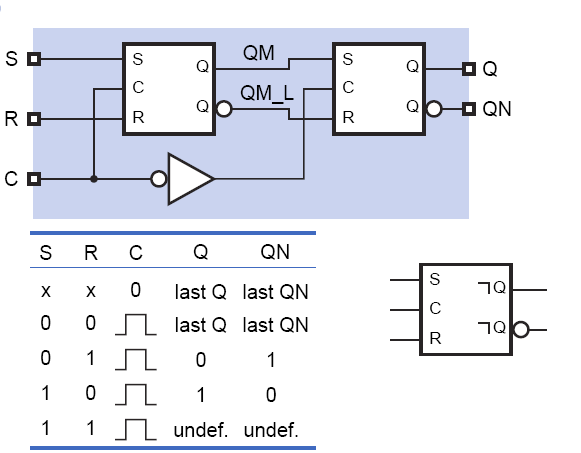 S
R
C
S
C
R
Q
Q
QM
QM_L
S
C
R
Q
Q
Q
QN
S R C Q QN
x x 0 last Q last QN
0 0 last Q last QN
0 1 0 1
1 0 1 0
1 1 undef. undef.
S
C
R
¬Q
¬Q